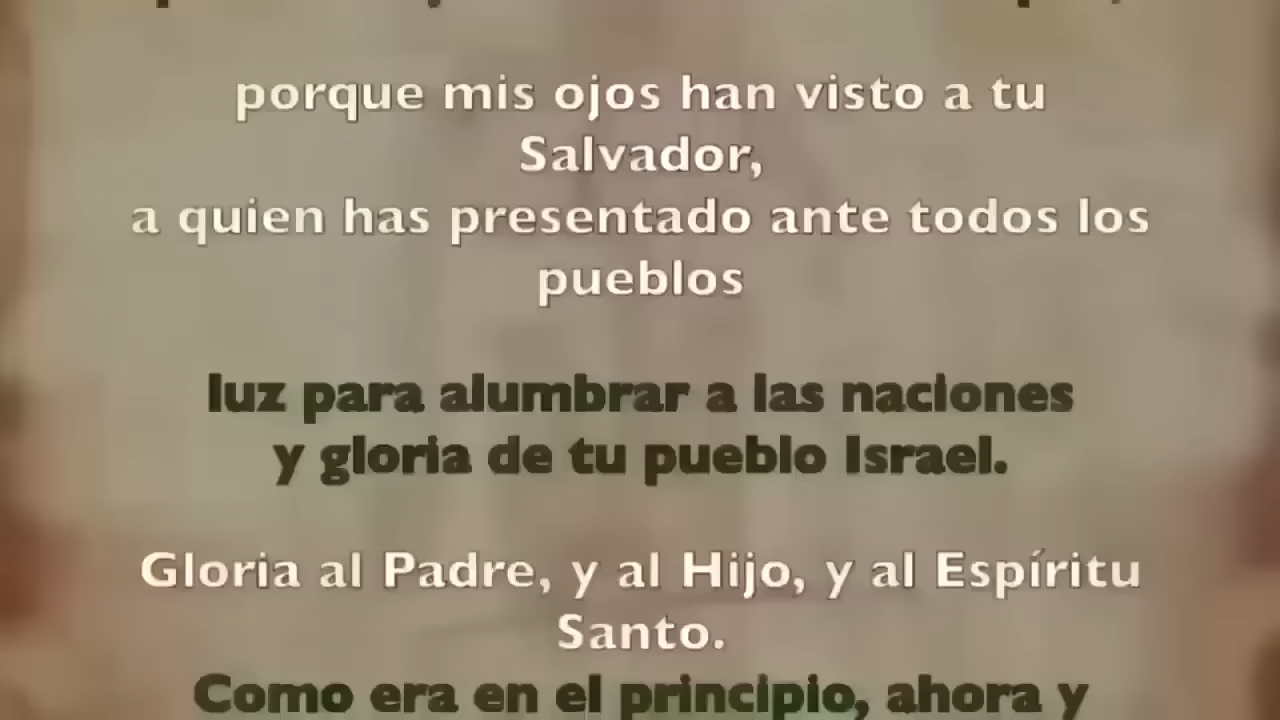 porque mis ojos han visto a tu
Salvador,
a quien has presentado ante todos los
pueblos
luz para alumbrar a las naciones
y gloria de tu pueblo Israel.
Gloria al Padre, y al Hijo, y al Espíritu
Santo.
Como era en el principio, ahora y